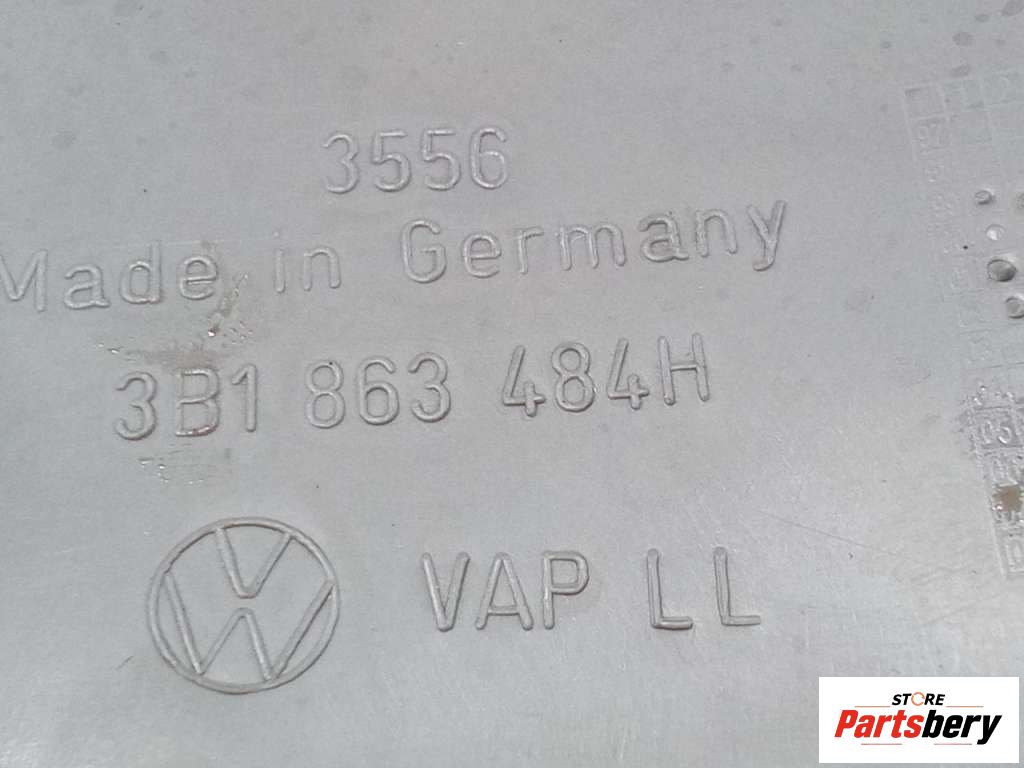 3556
Made in Germany
3B1 863 484H
VAP LL
STORE
Partsbery